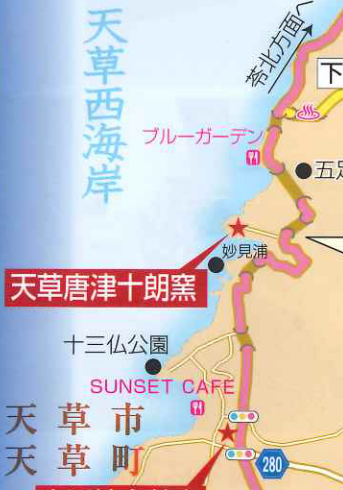 天草西海岸
苓北方面へ
下
ブルーガーデン
五足
妙見浦
天草唐津十朗窯
十三仏公園
SUNSET CAFE
天草市
天草町
280